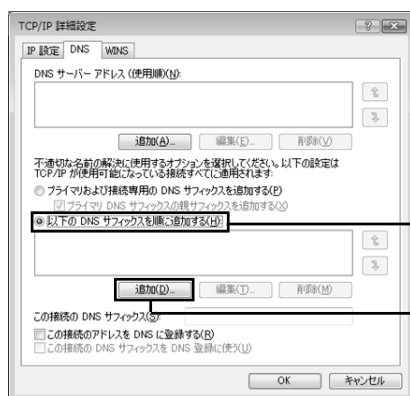 TCP/IP 詳細設定
IP 設定 DNS WINS
DNS サーバー アドレス (使用順)(N):
追加(A)... 編集(E)... 削除(V)
不適切な名前の解決に使用するオプションを選択してください。以下の設定は
TCP/IP が使用可能になっている接続すべてに適用されます:
プライマリおよび接続専用の DNS サフィックスを追加する(P)
プライマリ DNS サフィックスの親サフィックスを追加する(X)
以下の DNS サフィックスを順に追加する(H):
追加(D)... 編集(T)... 削除(M)
この接続の DNS サフィックス(S):
この接続のアドレスを DNS に登録する(R)
この接続の DNS サフィックスを DNS 登録に使う(U)
OK キャンセル